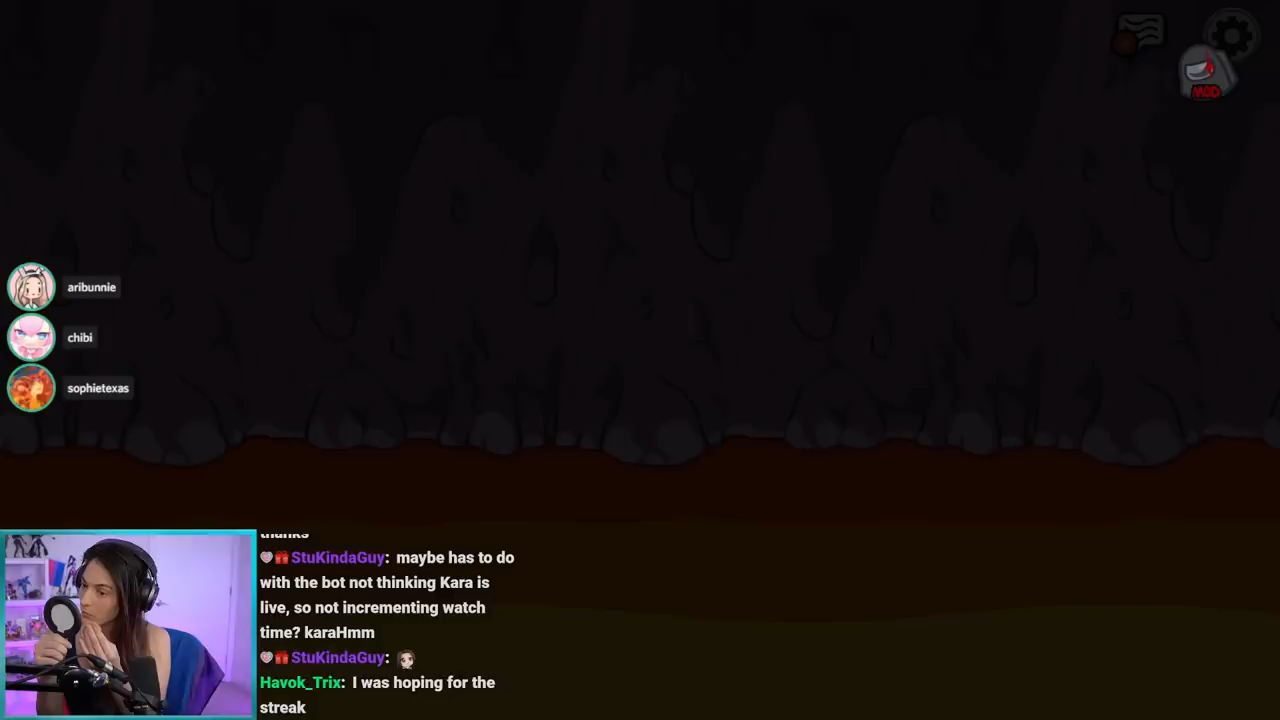 MOD
aribunnie
chibi
sophietexas
thanks
StuKindaGuy: maybe has to do
with the bot not thinking Kara is
live, so not incrementing watch
time? karaHmm
StuKindaGuy:
Havok_Trix: I was hoping for the
streak